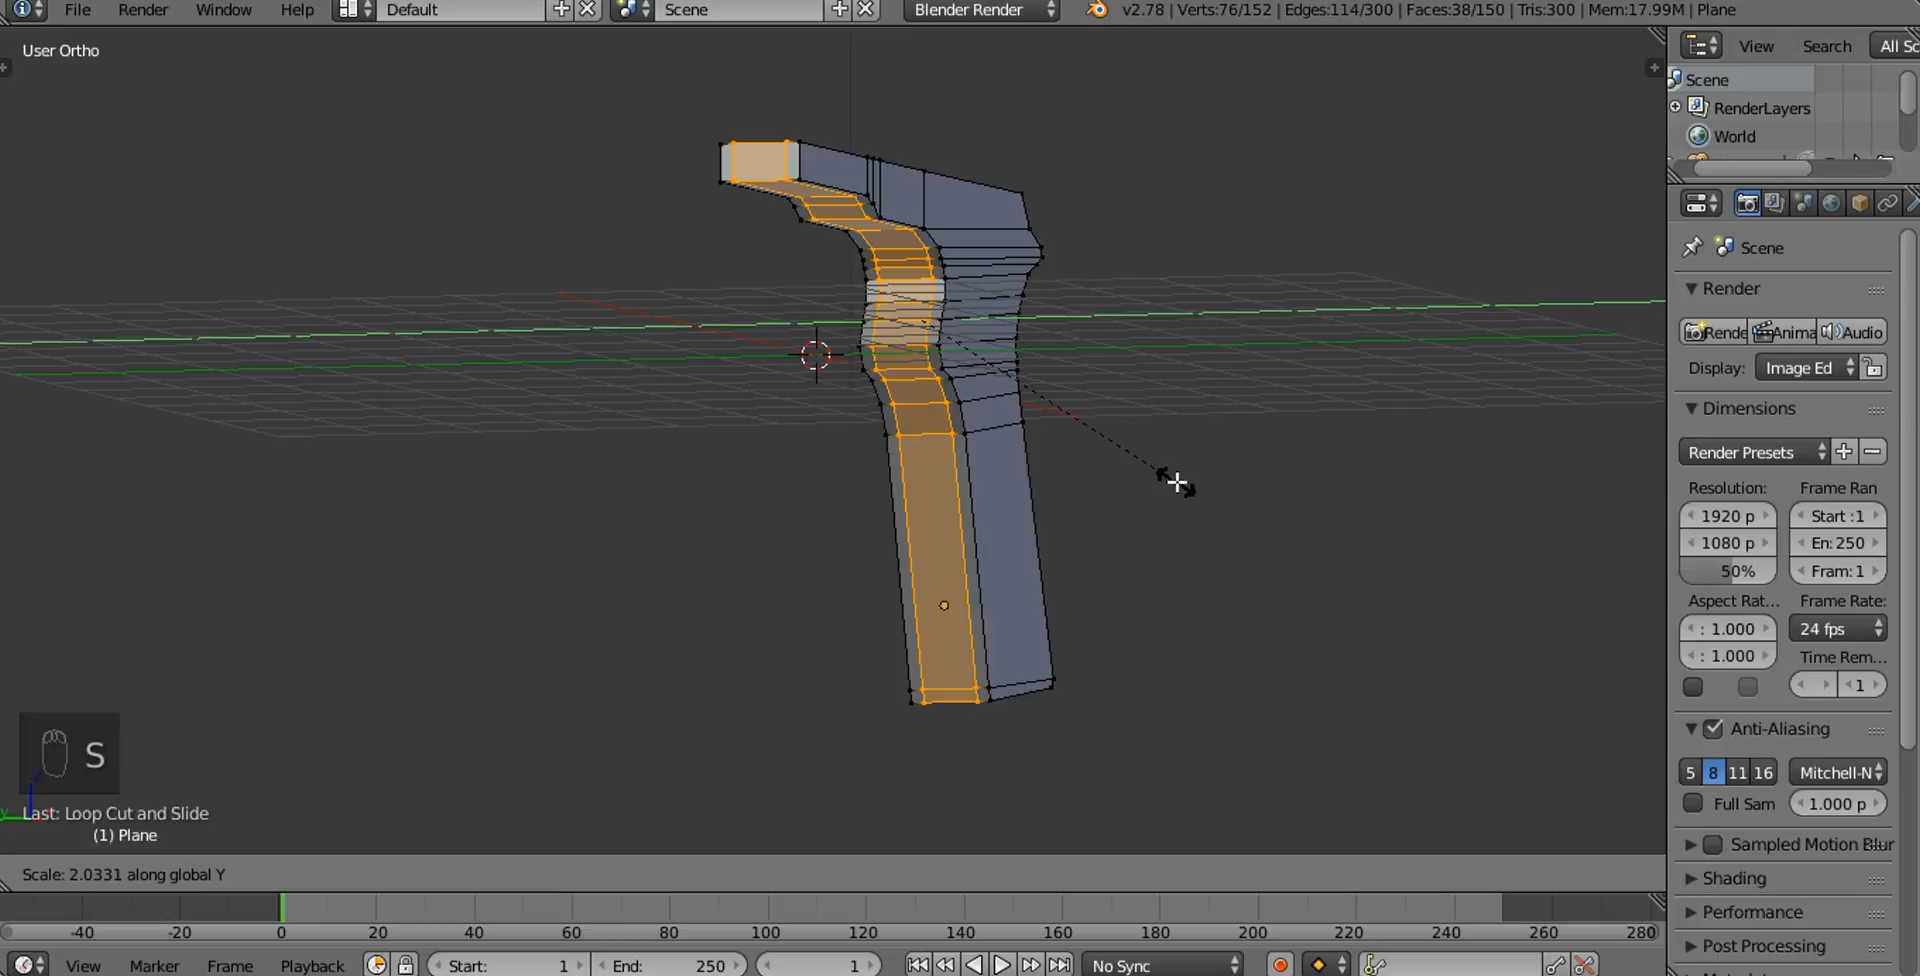 File Render Window Help Default Scene Blender Render v2.78 | Verts:76/152 | Edges:114/300 | Faces:38/150 | Tris:300 | Mem:17.99M | Plane
User Ortho
View Search All Sc
Scene
RenderLayers
World
Scene
Render
Rende Anima Audio
Display: Image Ed
Dimensions
Render Presets
Resolution: Frame Ran
1920 p Start :1
1080 p En: 250
50% Fram: 1
Aspect Rat... Frame Rate:
: 1.000 24 fps
: 1.000 Time Rem...
1
Anti-Aliasing
5 8 11 16 Mitchell-N
Full Sam 1.000 p
Sampled Motion Blur
Shading
Performance
Post Processing
S
Last: Loop Cut and Slide
(1) Plane
Scale: 2.0331 along global Y
-40 -20 0 20 40 60 80 100 120 140 160 180 200 220 240 260 280
View Marker Frame Playback Start: 1 End: 250 1 No Sync